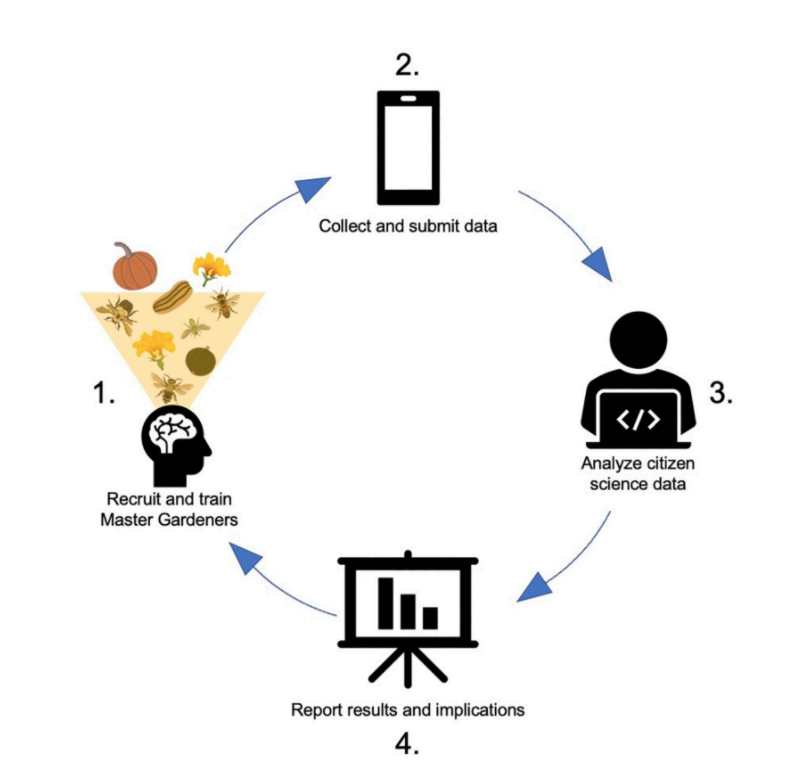 2.
Collect and submit data
1.
Recruit and train
Master Gardeners
3.
</>
Analyze citizen
science data
Report results and implications
4.